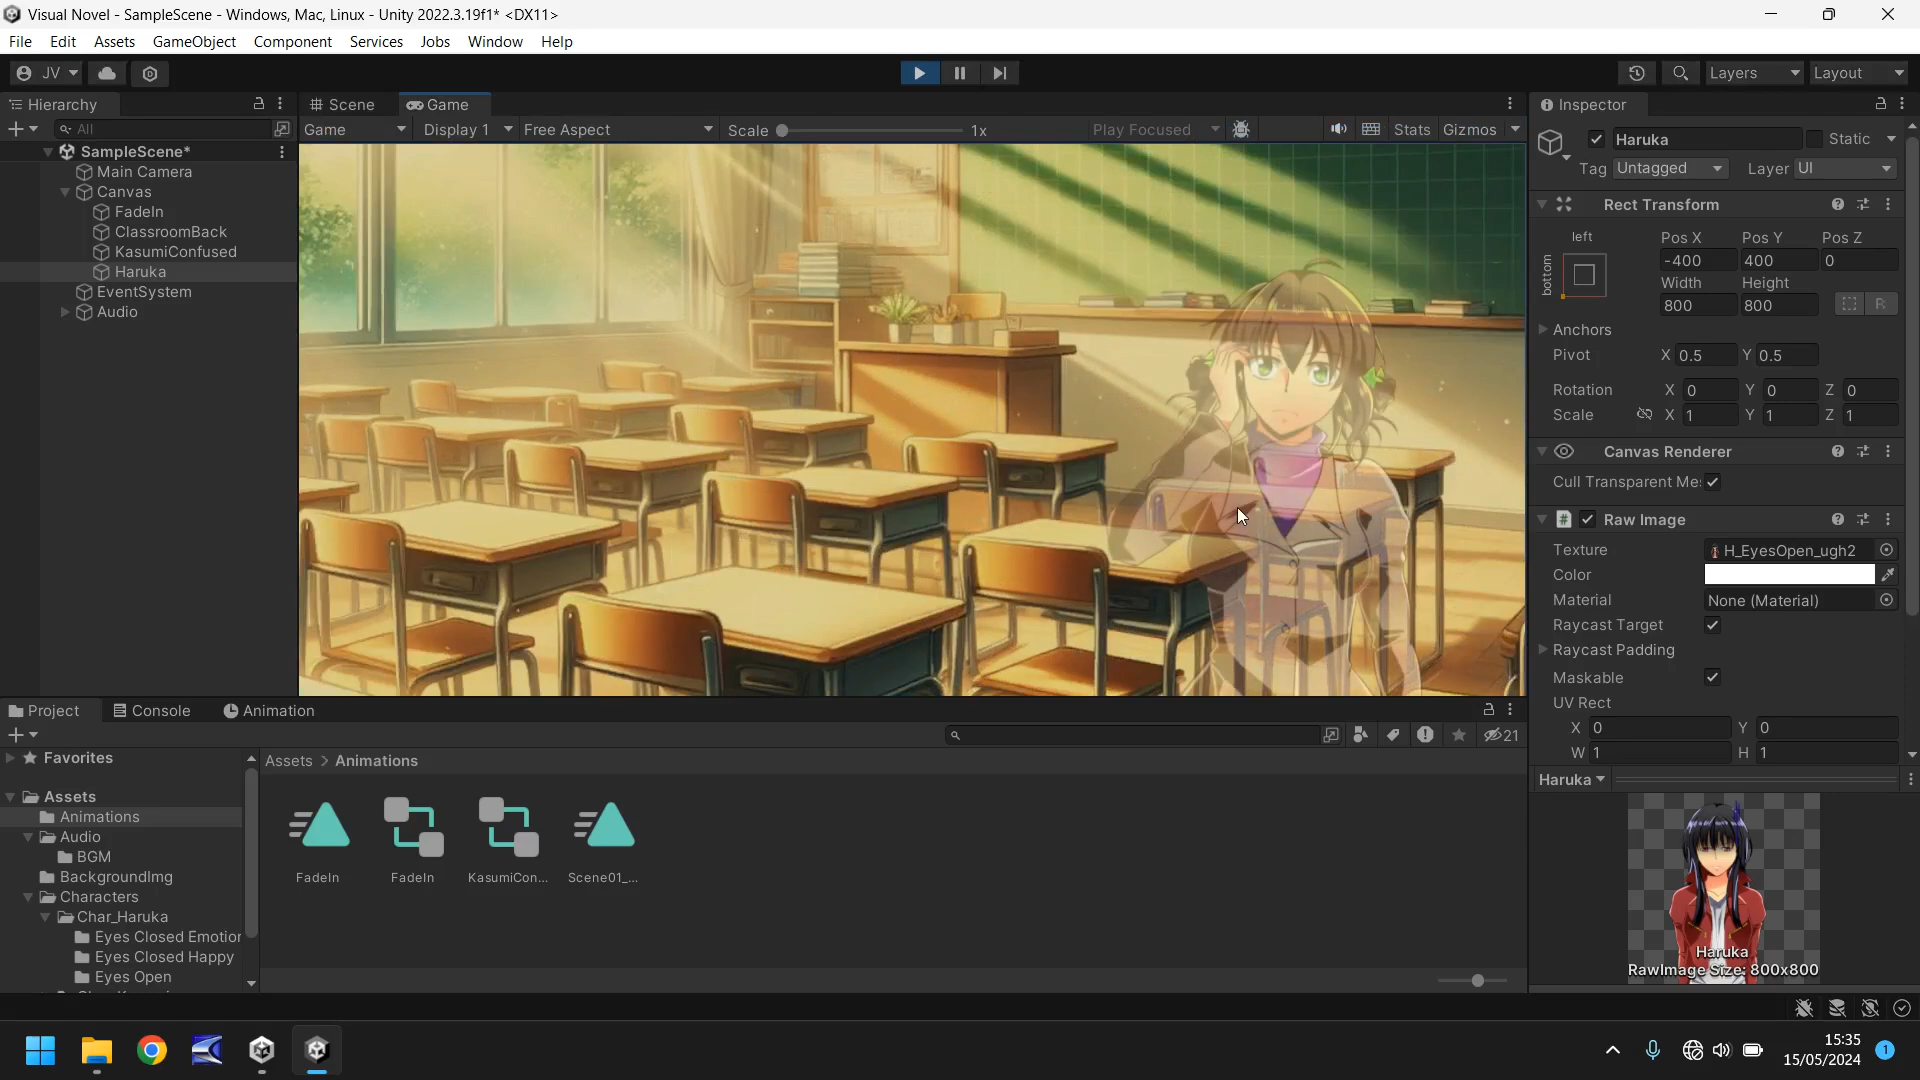 Visual Novel - SampleScene - Windows, Mac, Linux - Unity 2022.3.19f1* <DX11>
File Edit Assets GameObject Component Services Jobs Window Help
JV Layers Layout
Hierarchy
All
SampleScene*
Main Camera
Canvas
FadeIn
ClassroomBack
KasumiConfused
Haruka
EventSystem
Audio
Scene Game
Game Display 1 Free Aspect Scale 1x Play Focused Stats Gizmos
Inspector
Haruka Static
Tag Untagged Layer UI
Rect Transform
left
bottom
Pos X Pos Y Pos Z
-400 400 0
Width Height
800 800 R
Anchors
Pivot X 0.5 Y 0.5
Rotation X 0 Y 0 Z 0
Scale X 1 Y 1 Z 1
Canvas Renderer
Cull Transparent Me:
Raw Image
Texture H_EyesOpen_ugh2
Color
Material None (Material)
Raycast Target
Raycast Padding
Maskable
UV Rect
X 0 Y 0
W 1 H 1
Haruka
Haruka
RawImage Size: 800x800
Project Console Animation
21
Favorites
Assets
Animations
Audio
BGM
BackgroundImg
Characters
Char_Haruka
Eyes Closed Emotior
Eyes Closed Happy
Eyes Open
Assets > Animations
FadeIn FadeIn KasumiCon... Scene01_...
15:35
15/05/2024
1